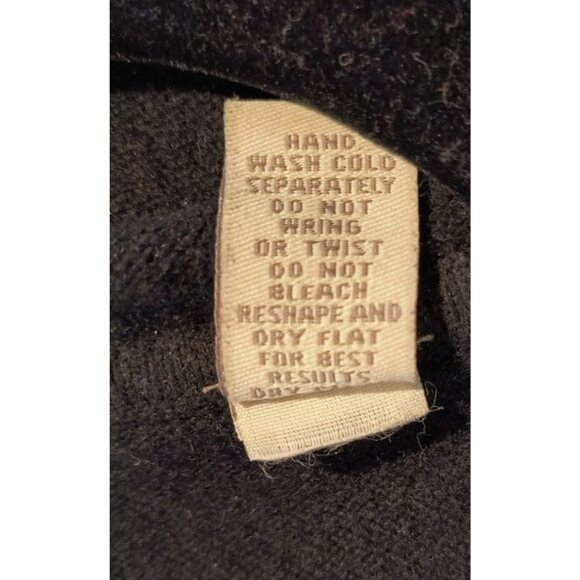 HAND
WASH COLD
SEPARATELY
DO NOT
WRING
OR TWIST
DO NOT
BLEACH
RESHAPE AND
DRY FLAT
FOR BEST
RESULTS
DRY